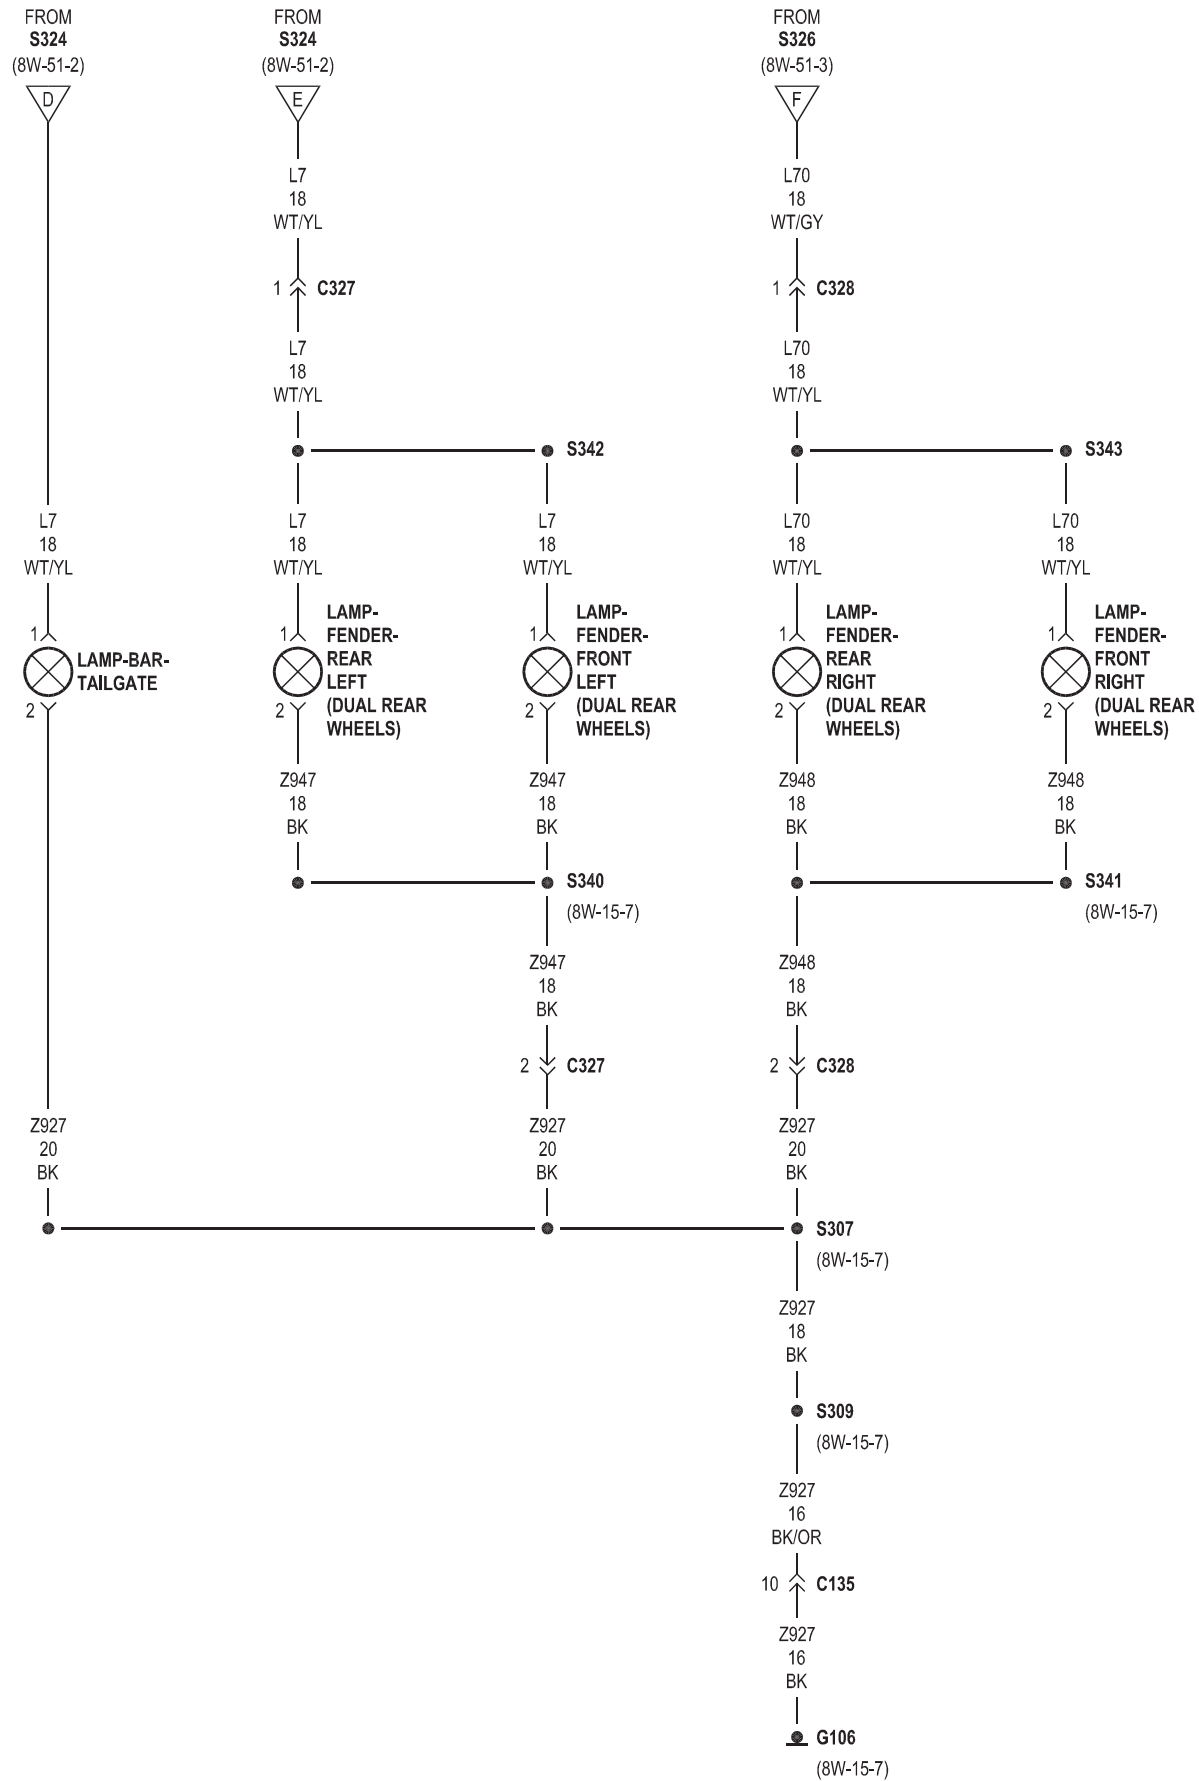 FROM
S324
(8W-51-2)
D
FROM
S324
(8W-51-2)
E
FROM
S326
(8W-51-3)
F
L7
18
WT/YL
L70
18
WT/GY
1
C327
1
C328
L7
18
WT/YL
L70
18
WT/YL
S342
S343
L7
18
WT/YL
L7
18
WT/YL
L7
18
WT/YL
L70
18
WT/YL
L70
18
WT/YL
1
LAMP-BAR-
TAILGATE
2
1
LAMP-
FENDER-
REAR
LEFT
(DUAL REAR
WHEELS)
2
1
LAMP-
FENDER-
FRONT
LEFT
(DUAL REAR
WHEELS)
2
1
LAMP-
FENDER-
REAR
RIGHT
(DUAL REAR
WHEELS)
2
1
LAMP-
FENDER-
FRONT
RIGHT
(DUAL REAR
WHEELS)
2
Z947
18
BK
Z947
18
BK
Z948
18
BK
Z948
18
BK
S340
(8W-15-7)
S341
(8W-15-7)
Z947
18
BK
Z948
18
BK
2
C327
2
C328
Z927
20
BK
Z927
20
BK
Z927
20
BK
S307
(8W-15-7)
Z927
18
BK
S309
(8W-15-7)
Z927
16
BK/OR
10
C135
Z927
16
BK
G106
(8W-15-7)